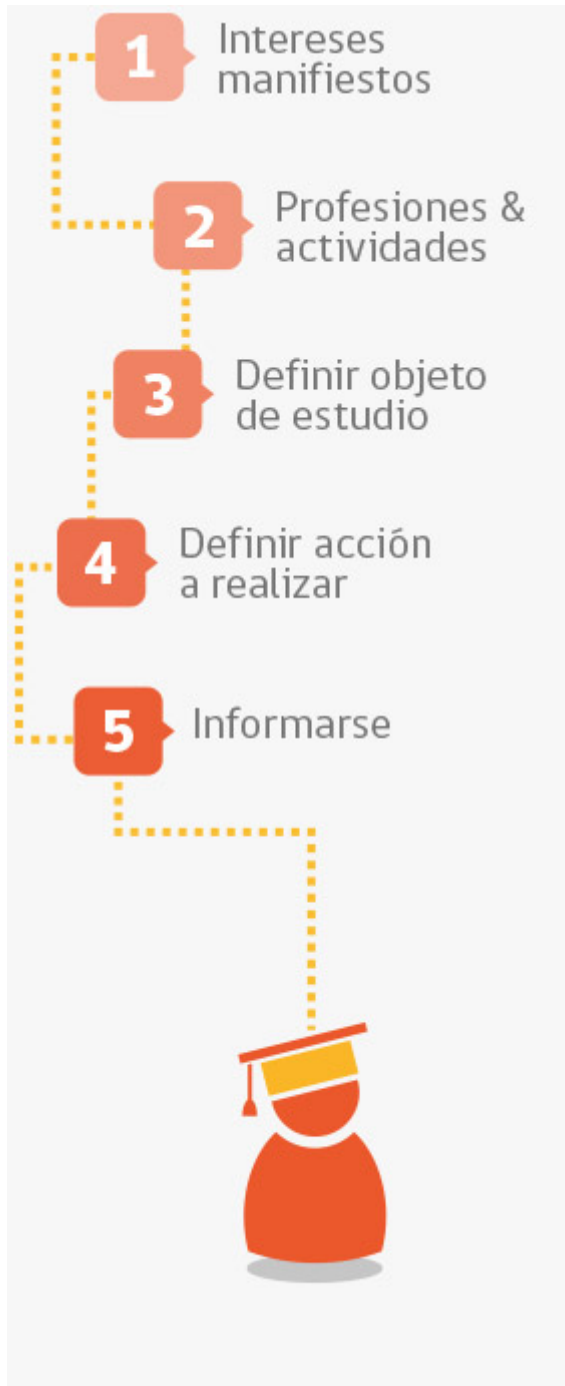 1
Intereses
manifiestos
2
Profesiones &
actividades
3
Definir objeto
de estudio
4
Definir acción
a realizar
5
Informarse